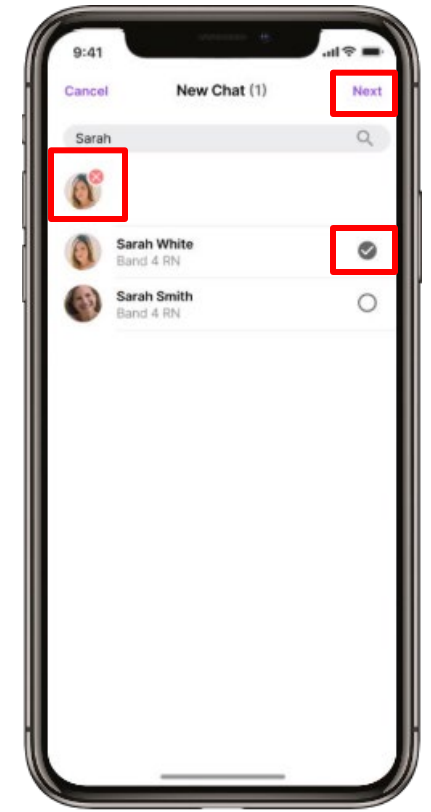 9:41
Cancel New Chat (1) Next
Sarah
Sarah White
Band 4 RN
Sarah Smith
Band 4 RN